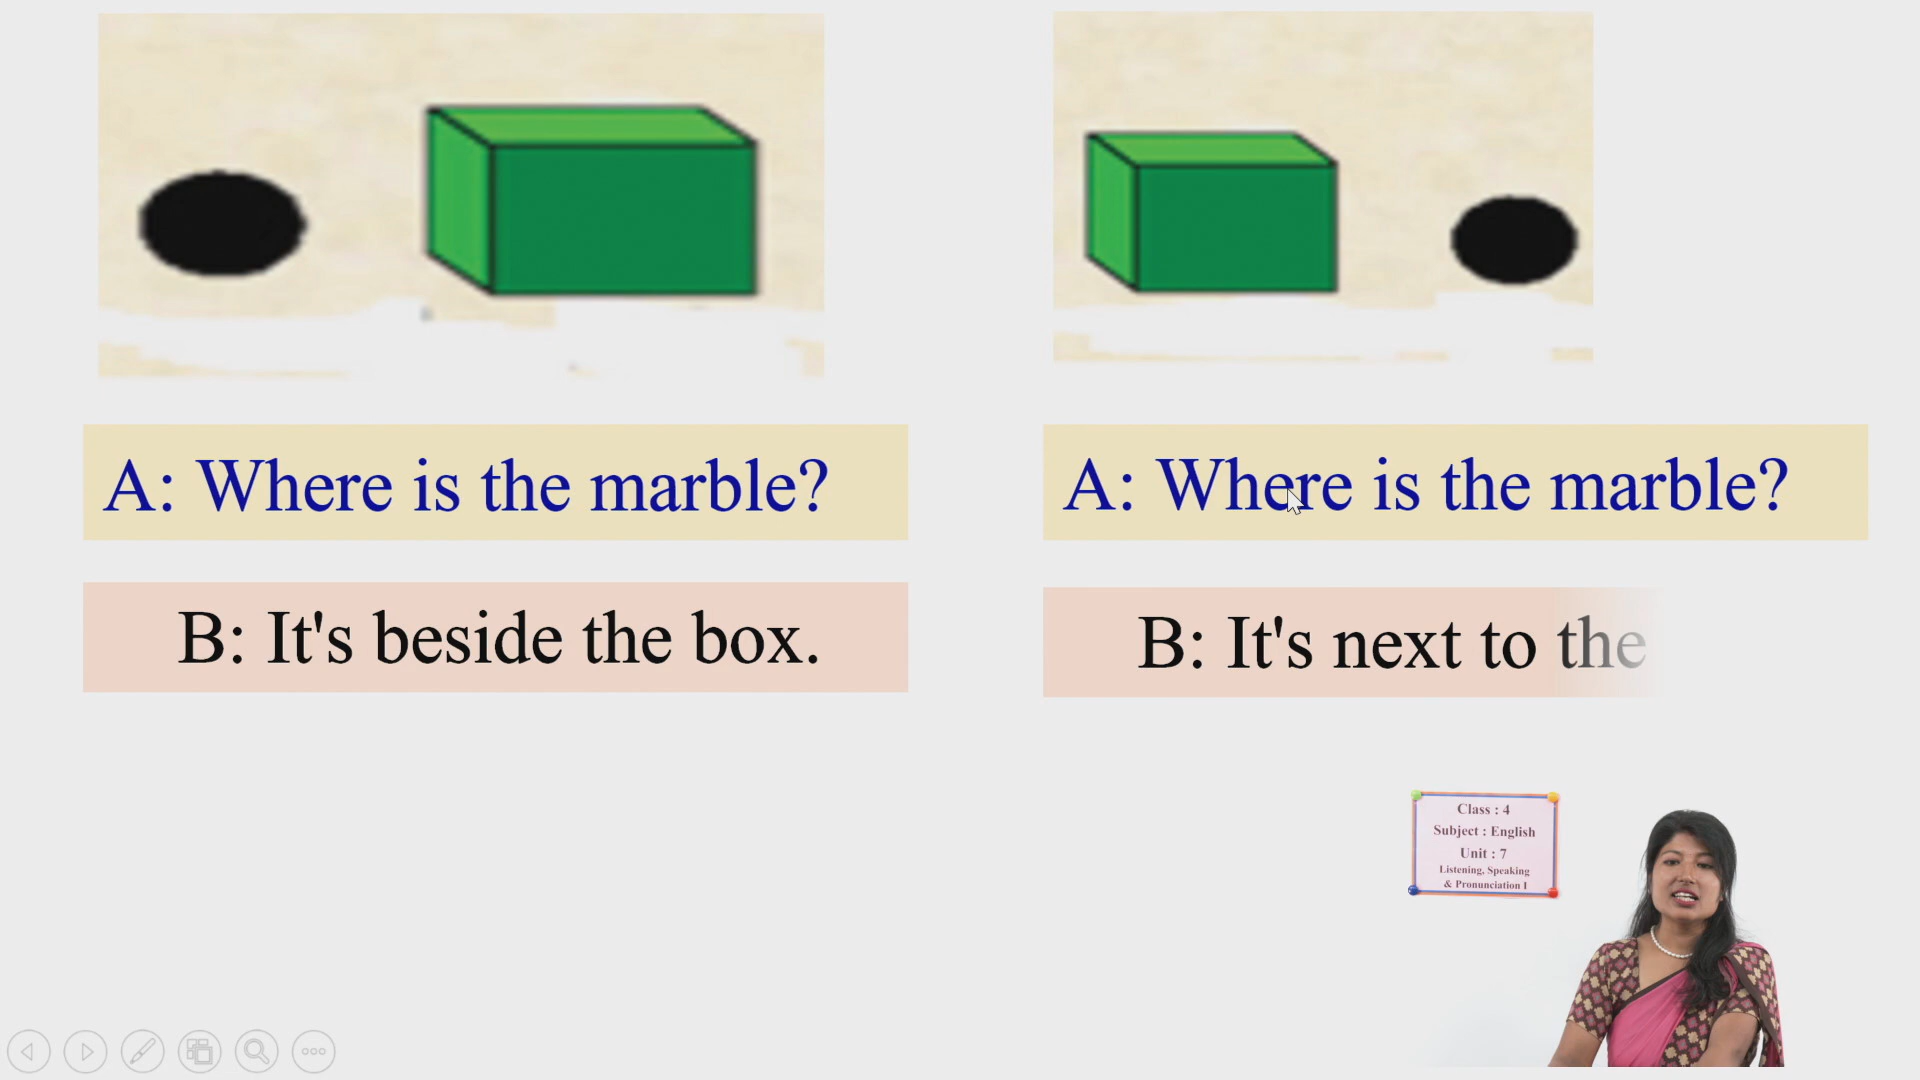 A: Where is the marble?
B: It's beside the box.
A: Where is the marble?
B: It's next to the
Class : 4
Subject : English
Unit : 7
Listening, Speaking
& Pronunciation I